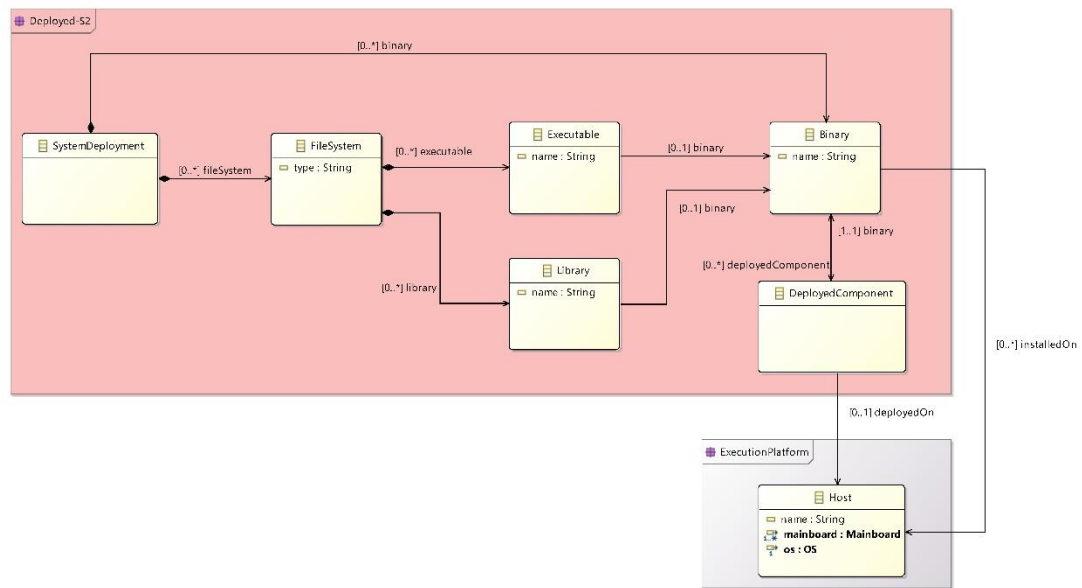 Deployed-S2
[0..*] binary
SystemDeployment
[0..*] fileSystem
FileSystem
type : String
[0..*] executable
Executable
name : String
[0..1] binary
Binary
name : String
[0..1] binary
[1..1] binary
[0..*] deployedComponent
Library
name : String
[0..*] library
DeployedComponent
[0..*] installedOn
[0..1] deployedOn
ExecutionPlatform
Host
name : String
mainboard : Mainboard
os : OS